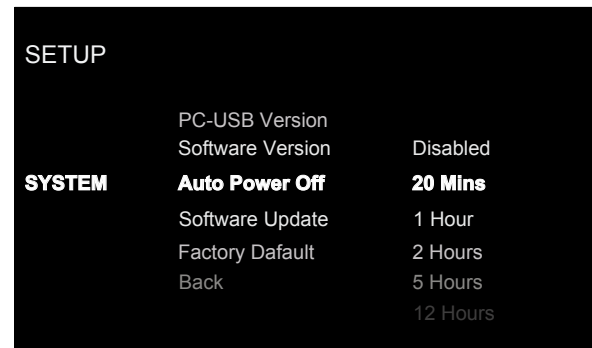 SETUP
PC-USB Version
Software Version Disabled
SYSTEM Auto Power Off 20 Mins
Software Update 1 Hour
Factory Dafault 2 Hours
Back 5 Hours
12 Hours